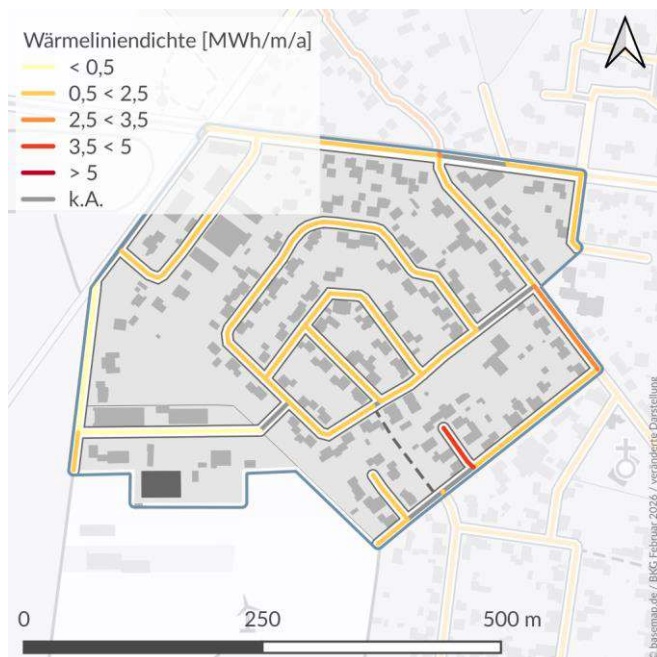 Wärmeliniendichte [MWh/m/a]
< 0,5
0,5 < 2,5
2,5 < 3,5
3,5 < 5
> 5
k.A.
© basemap.de / BKG Februar 2026 / veränderte Darstellung
0 250 500 m